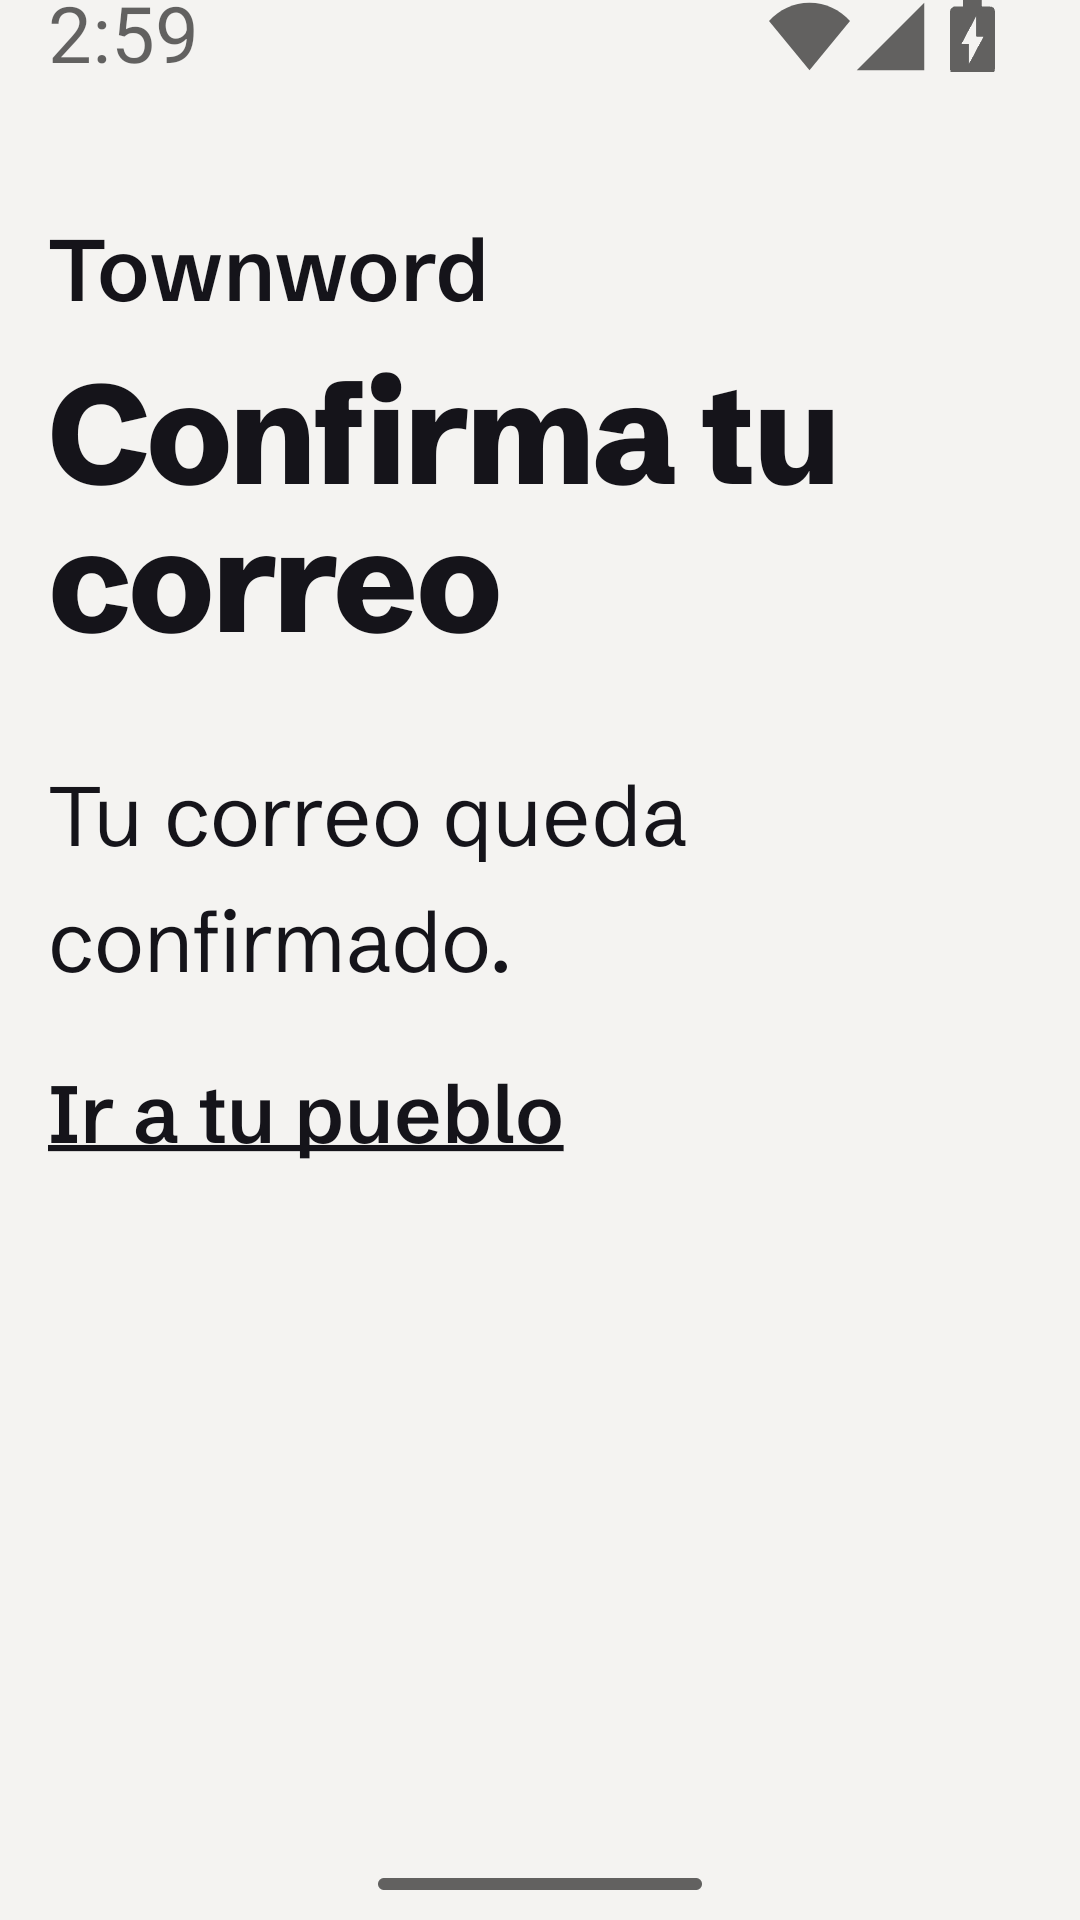 2:59
Townword
Confirma tu
correo
Tu correo queda
confirmado.
Ir a tu pueblo